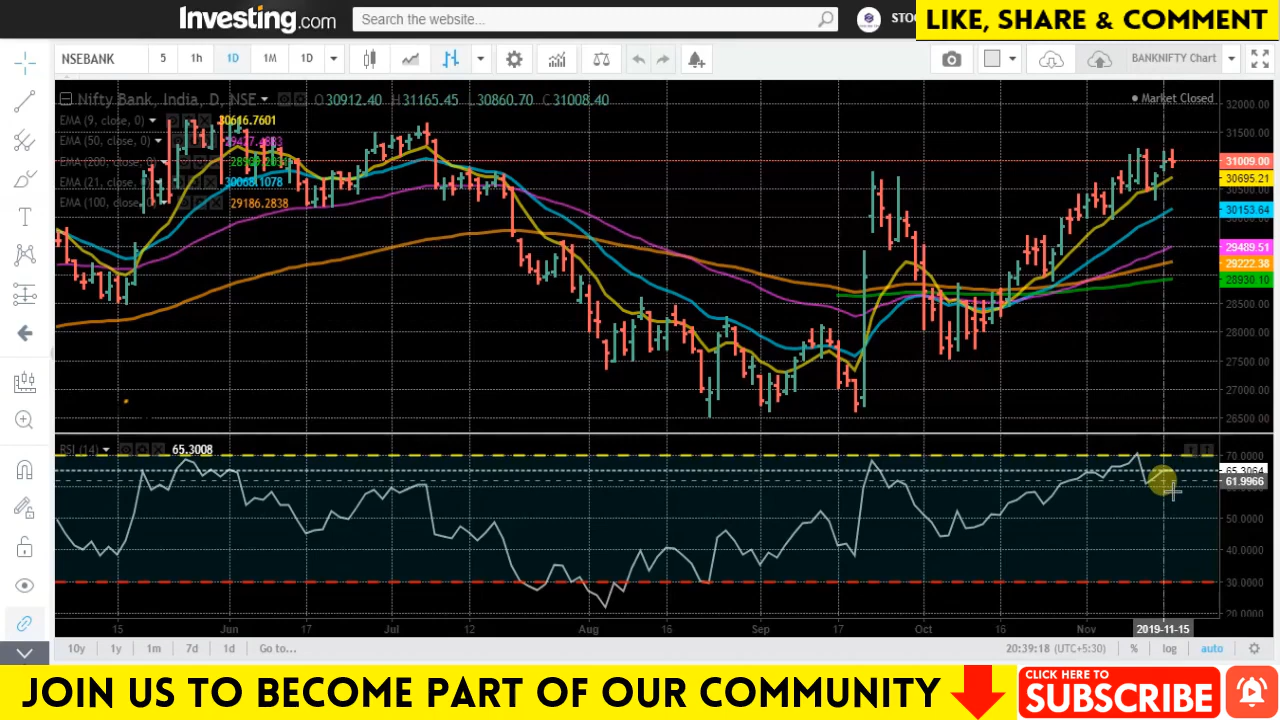 Investing.com
Search the website...
STOC
LIKE, SHARE & COMMENT
NSEBANK 5 1h 1D 1M 1D
BANKNIFTY Chart
Nifty Bank, India, D, NSE O30912.40 H31165.45 L30860.70 C31008.40
Market Closed
EMA (9, close, 0) 30616.7601
EMA (50, close, 0)
EMA (200, close, 0)
EMA (21, close, 0) 30068.1078
EMA (100, close, 0) 29186.2838
32000.00
31500.00
31009.00
30695.21
30500.00
30153.64
29489.51
29222.38
28930.10
28500.00
28000.00
27500.00
27000.00
26500.00
RSI (14) 65.3008
70.0000
65.3064
61.9966
50.0000
40.0000
30.0000
20.0000
15 Jun 17 Jul 15 Aug 16 Sep 17 Oct 16 Nov 2019-11-15
10y 1y 1m 7d 1d Go to... 20:39:18 (UTC+5:30) % log auto
JOIN US TO BECOME PART OF OUR COMMUNITY
CLICK HERE TO
SUBSCRIBE